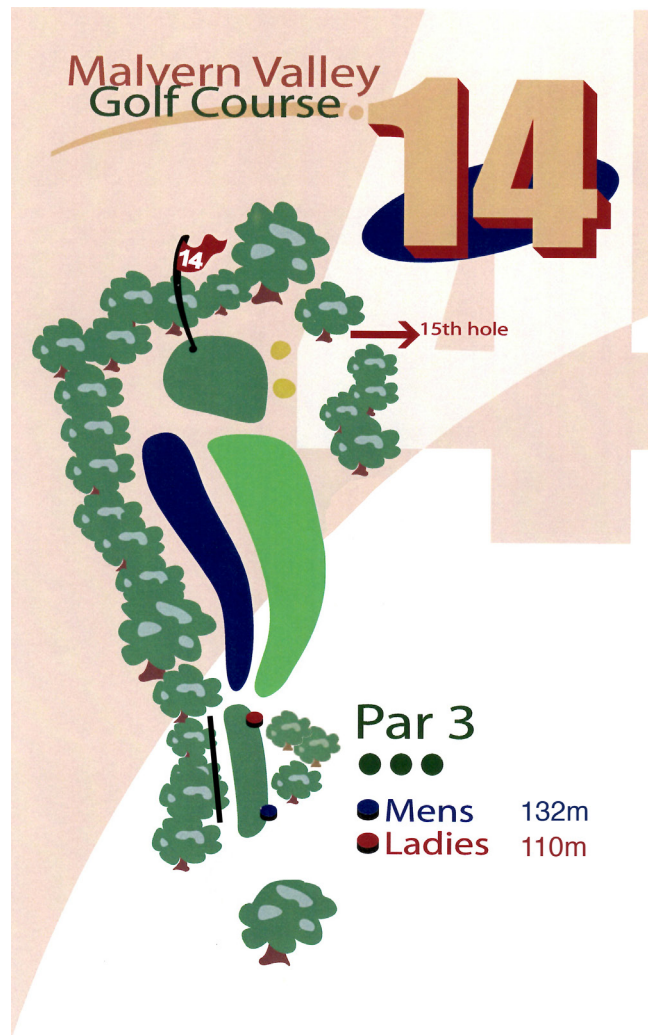 Malvern Valley
Golf Course
14
14
15th hole
Par 3
Mens 132m
Ladies 110m